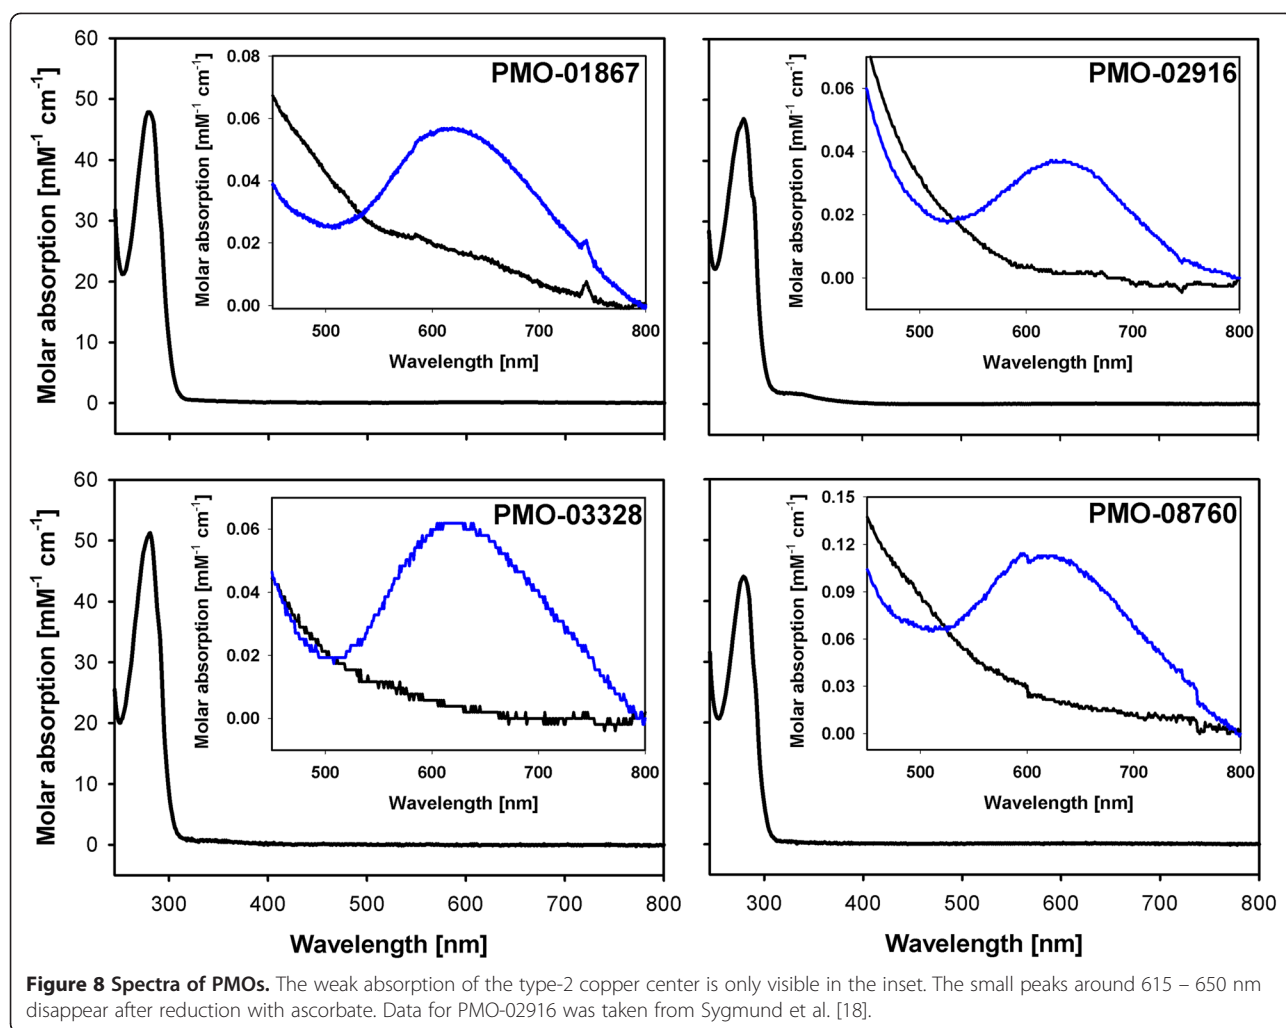 60
50
40
30
20
10
0
Molar absorption [mM⁻¹ cm⁻¹]
PMO-01867
0.08
0.06
0.04
0.02
0.00
Molar absorption [mM⁻¹ cm⁻¹]
500 600 700 800
Wavelength [nm]
PMO-02916
0.06
0.04
0.02
0.00
Molar absorption [mM⁻¹ cm⁻¹]
500 600 700 800
Wavelength [nm]
60
50
40
30
20
10
0
Molar absorption [mM⁻¹ cm⁻¹]
PMO-03328
0.06
0.04
0.02
0.00
Molar absorption [mM⁻¹ cm⁻¹]
500 600 700 800
Wavelength [nm]
300 400 500 600 700 800
Wavelength [nm]
PMO-08760
0.15
0.12
0.09
0.06
0.03
0.00
Molar absorption [mM⁻¹ cm⁻¹]
500 600 700 800
Wavelength [nm]
300 400 500 600 700 800
Wavelength [nm]
Figure 8 Spectra of PMOs. The weak absorption of the type-2 copper center is only visible in the inset. The small peaks around 615 – 650 nm
disappear after reduction with ascorbate. Data for PMO-02916 was taken from Sygmund et al. [18].